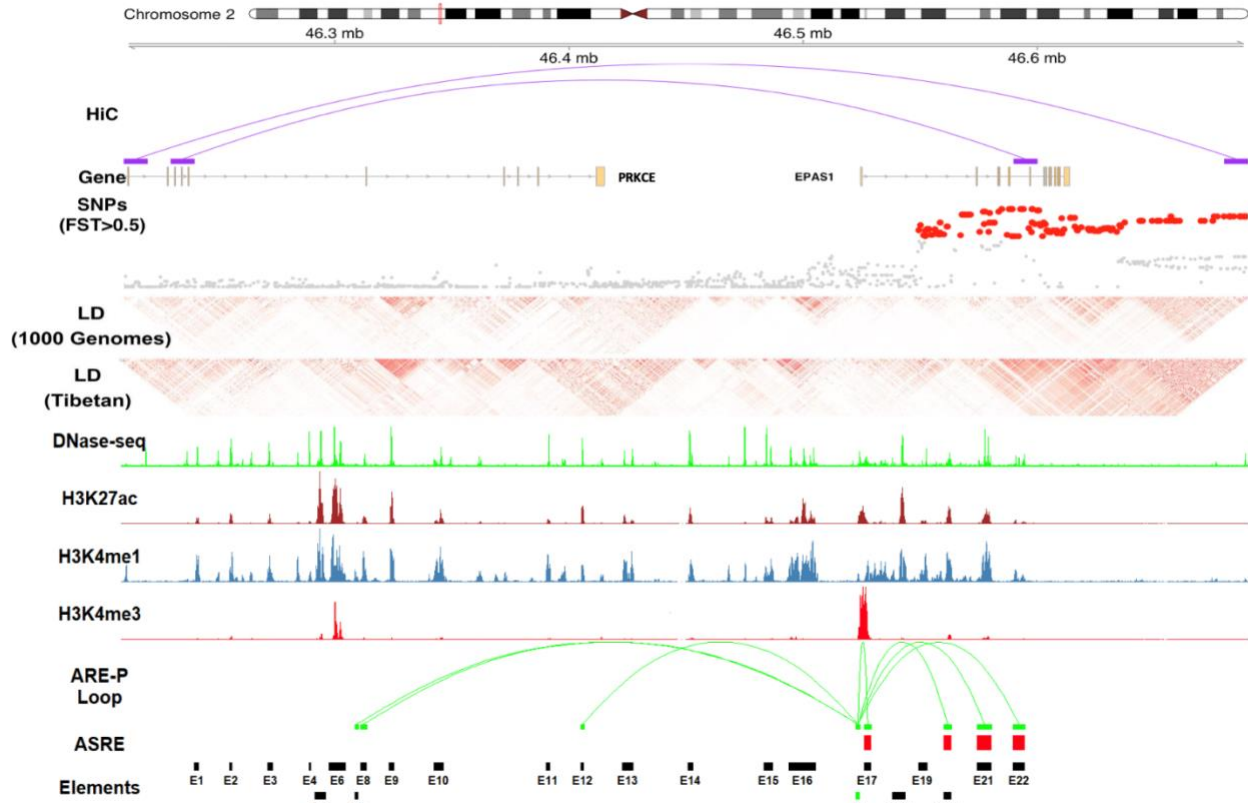 Chromosome 2
46.3 mb
46.5 mb
46.4 mb
46.6 mb
HiC
Gene
PRKCE
EPAS1
SNPs
(FST>0.5)
LD
(1000 Genomes)
LD
(Tibetan)
DNase-seq
H3K27ac
H3K4me1
H3K4me3
ARE-P
Loop
ASRE
E1 E2 E3 E4 E6 E8 E9 E10 E11 E12 E13 E14 E15 E16 E17 E19 E21 E22
Elements